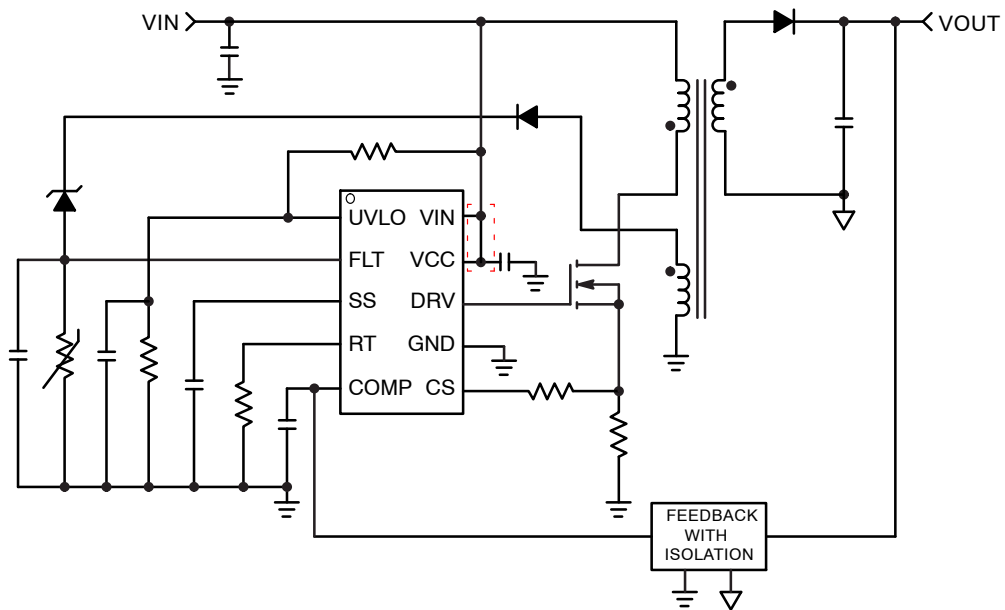 VIN
VOUT
UVLO VIN
FLT VCC
SS DRV
RT GND
COMP CS
FEEDBACK
WITH
ISOLATION